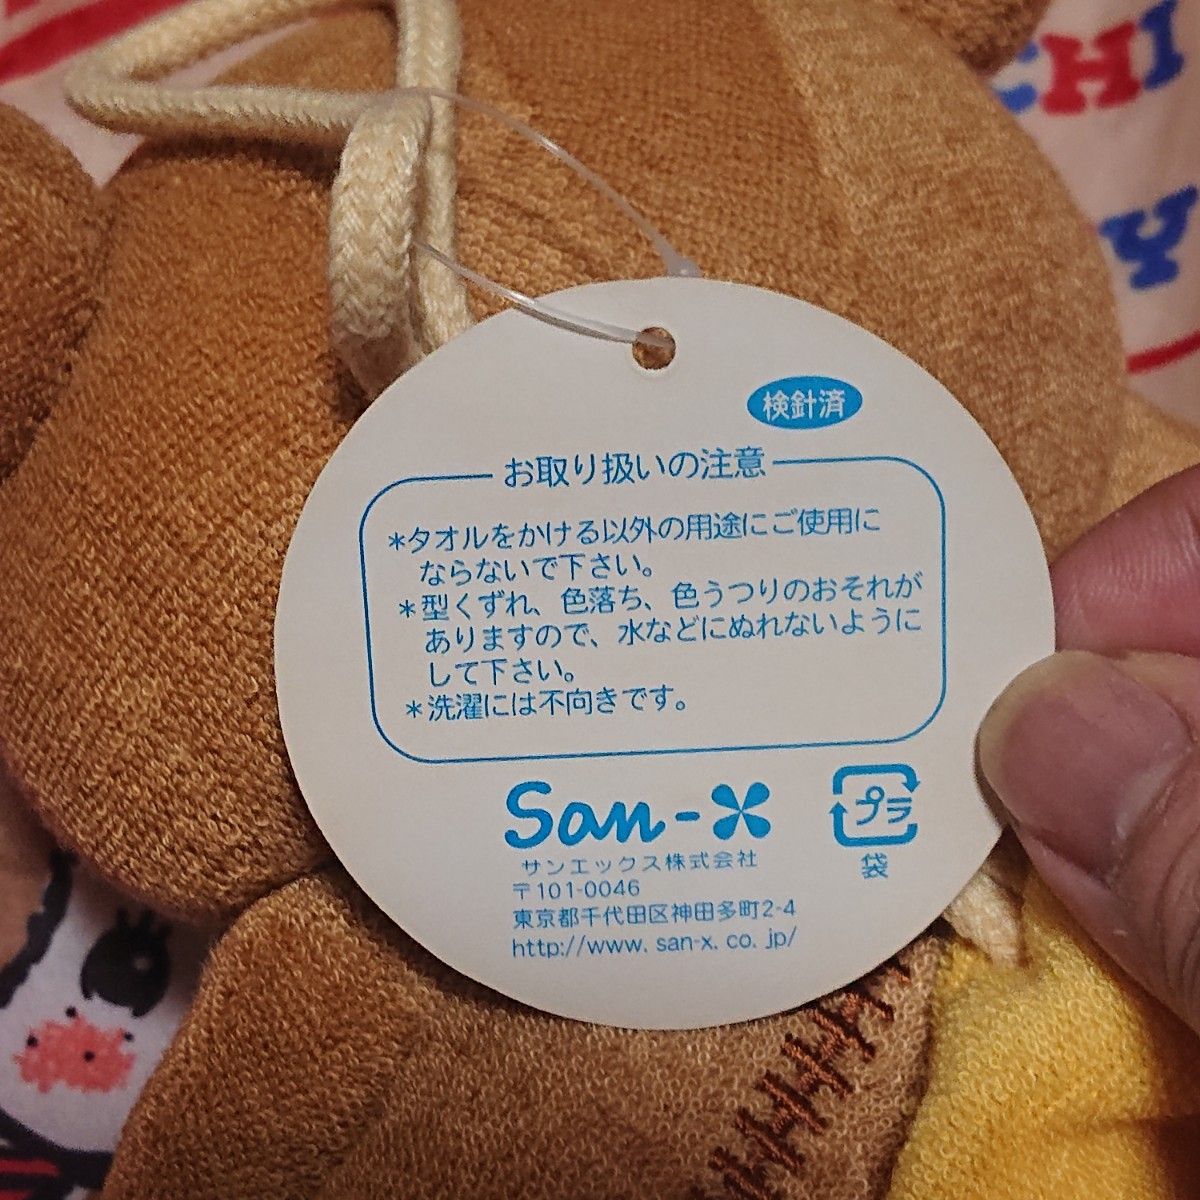 CHI
Y
検針済
お取り扱いの注意
*タオルをかける以外の用途にご使用に
ならないで下さい。
*型くずれ、色落ち、色うつりのおそれが
ありますので、水などにぬれないように
して下さい。
*洗濯には不向きです。
San-X
プラ
袋
サンエックス株式会社
〒101-0046
東京都千代田区神田多町2-4
http://www.san-x.co.jp/